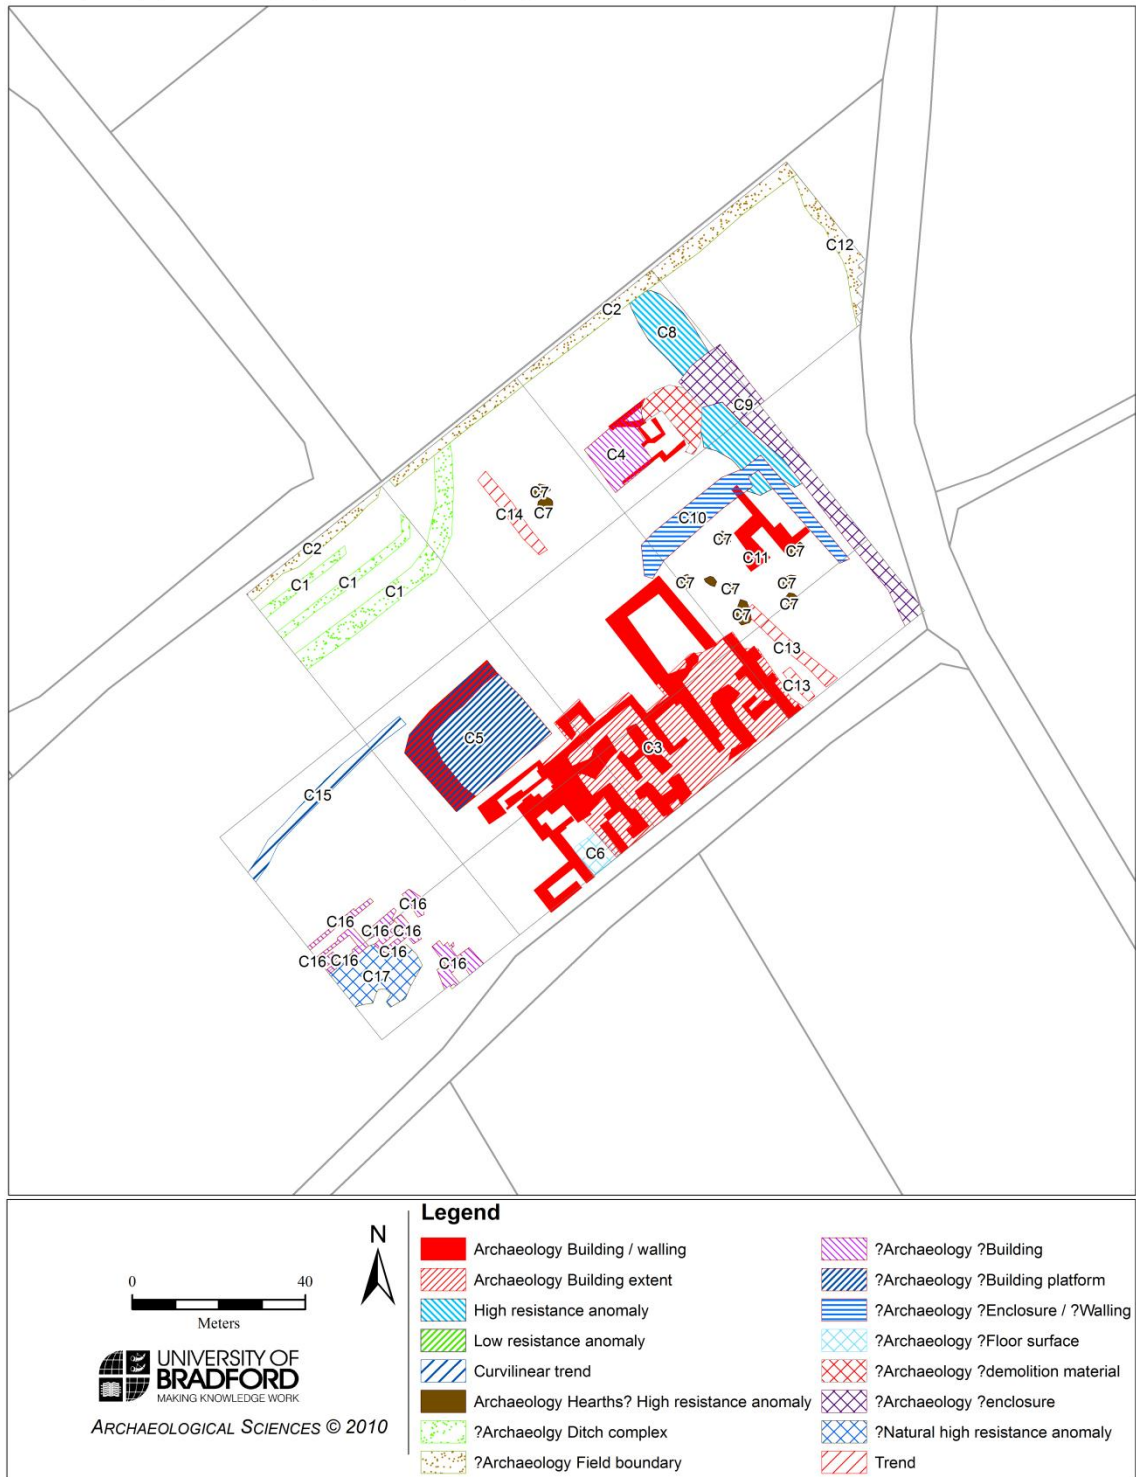 C12
C2
C8
C9
C4
C7
C14
C7
C10
C7
C11
C7
C2
C1
C1
C1
C7
C7
C7
C7
C7
C13
C13
C5
C3
C15
C6
C16
C16
C16
C16
C16
C16
C16
C16
C17
Legend
N
0 40
Meters
UNIVERSITY OF
BRADFORD
MAKING KNOWLEDGE WORK
ARCHAEOLOGICAL SCIENCES © 2010
Archaeology Building / walling
Archaeology Building extent
High resistance anomaly
Low resistance anomaly
Curvilinear trend
Archaeology Hearths? High resistance anomaly
?Archaeolgy Ditch complex
?Archaeology Field boundary
?Archaeology ?Building
?Archaeology ?Building platform
?Archaeology ?Enclosure / ?Walling
?Archaeology ?Floor surface
?Archaeology ?demolition material
?Archaeology ?enclosure
?Natural high resistance anomaly
Trend